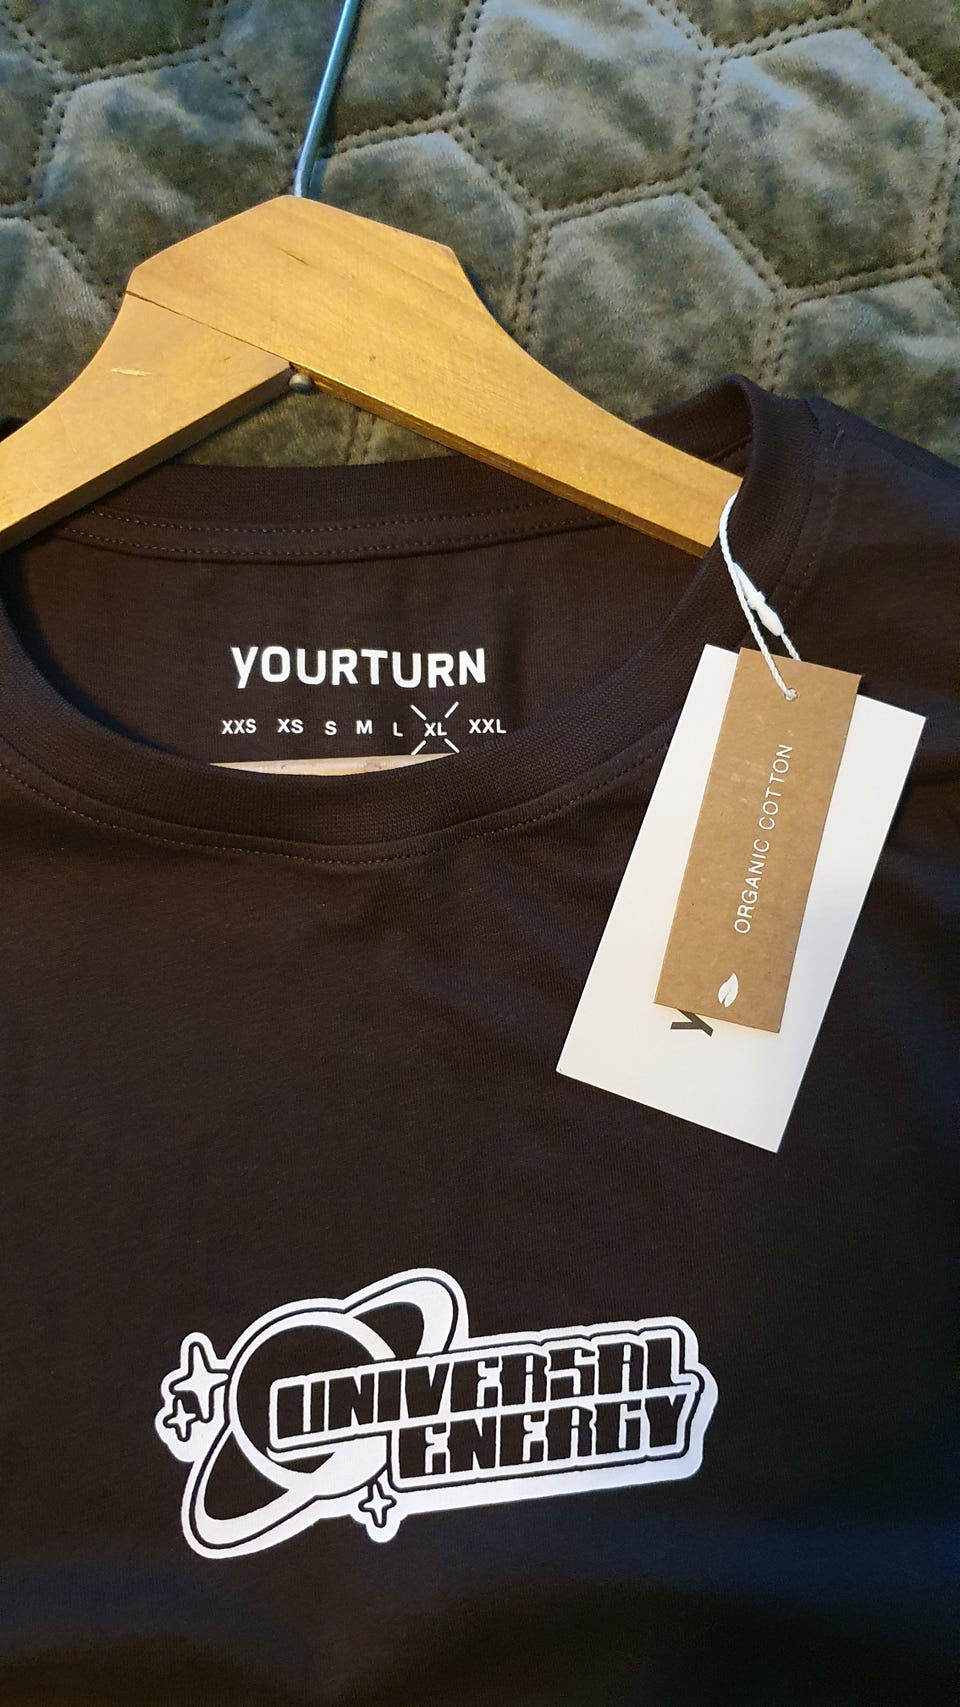 YOURTURN
XXS XS S M L XL XXL
ORGANIC COTTON
UNIVERSAL
ENERGY